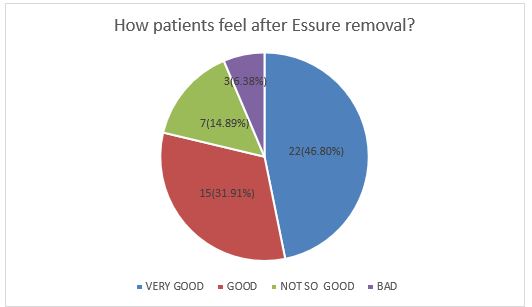 How patients feel after Essure removal?
3(6.38%)
7(14.89%)
22(46.80%)
15(31.91%)
VERY GOOD GOOD NOT SO GOOD BAD